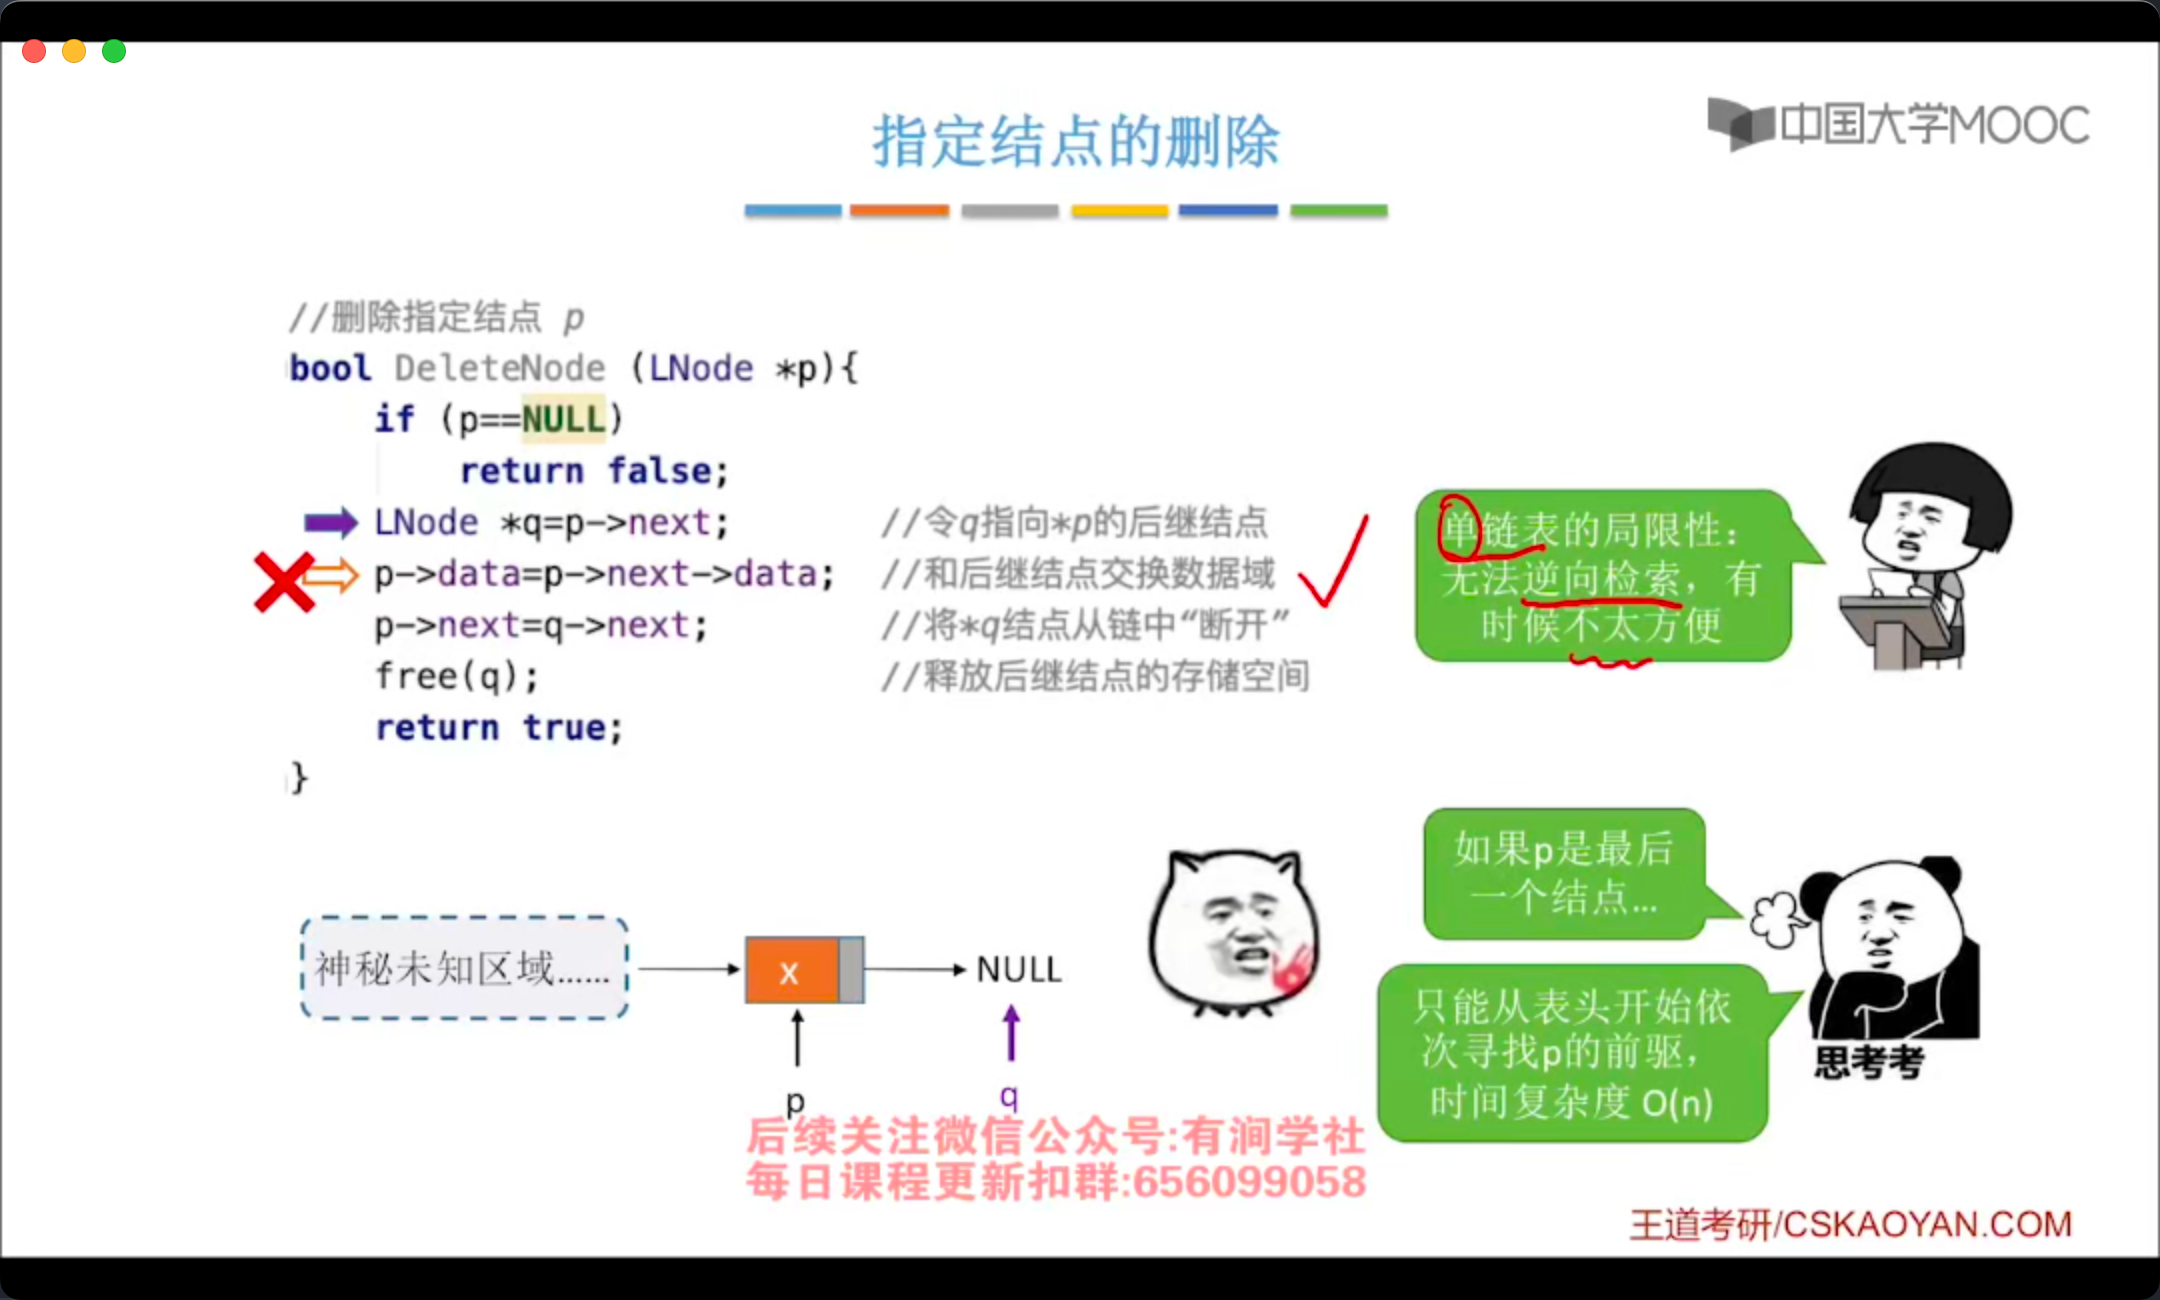 中国大学MOOC
指定结点的删除
//删除指定结点 p
bool DeleteNode (LNode *p){
if (p==NULL)
return false;
LNode *q=p->next; //令q指向*p的后继结点
p->data=p->next->data; //和后继结点交换数据域
p->next=q->next; //将*q结点从链中“断开”
free(q); //释放后继结点的存储空间
return true;
}
单链表的局限性：
无法逆向检索，有
时候不太方便
如果p是最后
一个结点…
只能从表头开始依
次寻找p的前驱，
时间复杂度 O(n)
思考考
神秘未知区域……
x
NULL
p
q
后续关注微信公众号:有涧学社
每日课程更新扣群:656099058
王道考研/CSKAOYAN.COM